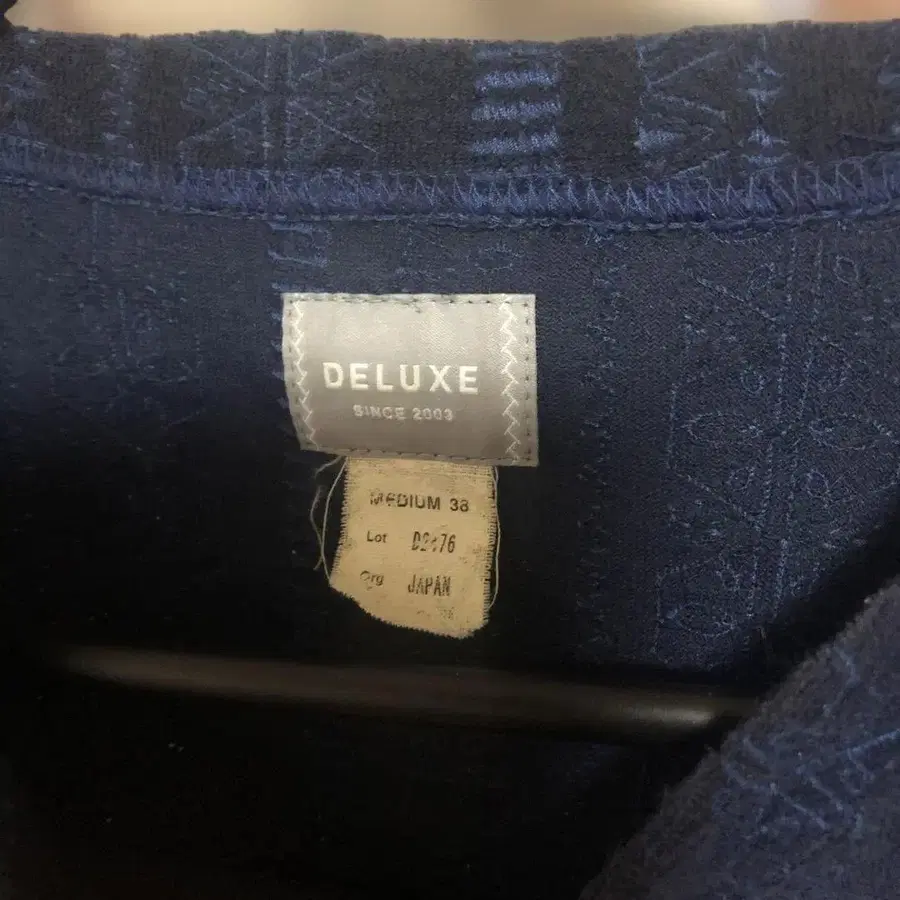 DELUXE
SINCE 2003
MEDIUM 38
Lot
Org JAPAN